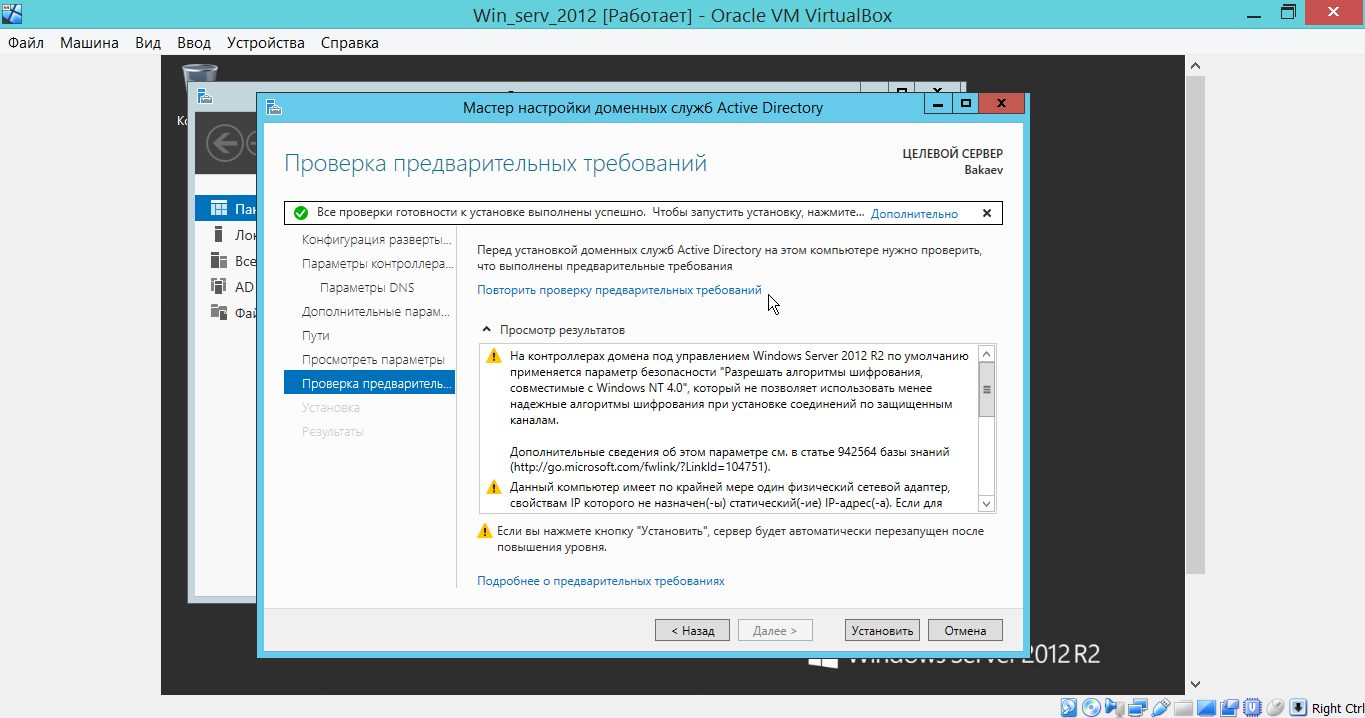 Win_serv_2012 [Работает] - Oracle VM VirtualBox
Файл Машина Вид Ввод Устройства Справка
Мастер настройки доменных служб Active Directory
Проверка предварительных требований
ЦЕЛЕВОЙ СЕРВЕР
Bakaev
Все проверки готовности к установке выполнены успешно. Чтобы запустить установку, нажмите... Дополнительно
Пан
Лок
Все
AD
Фай
Конфигурация разверты...
Параметры контроллера...
Параметры DNS
Дополнительные парам...
Пути
Просмотреть параметры
Проверка предваритель...
Установка
Результаты
Перед установкой доменных служб Active Directory на этом компьютере нужно проверить,
что выполнены предварительные требования
Повторить проверку предварительных требований
Просмотр результатов
На контроллерах домена под управлением Windows Server 2012 R2 по умолчанию
применяется параметр безопасности "Разрешать алгоритмы шифрования,
совместимые с Windows NT 4.0", который не позволяет использовать менее
надежные алгоритмы шифрования при установке соединений по защищенным
каналам.
Дополнительные сведения об этом параметре см. в статье 942564 базы знаний
(http://go.microsoft.com/fwlink/?LinkId=104751).
Данный компьютер имеет по крайней мере один физический сетевой адаптер,
свойствам IP которого не назначен(-ы) статический(-ие) IP-адрес(-а). Если для
Если вы нажмете кнопку "Установить", сервер будет автоматически перезапущен после
повышения уровня.
Подробнее о предварительных требованиях
< Назад Далее > Установить Отмена
Windows Server 2012 R2
Right Ctrl